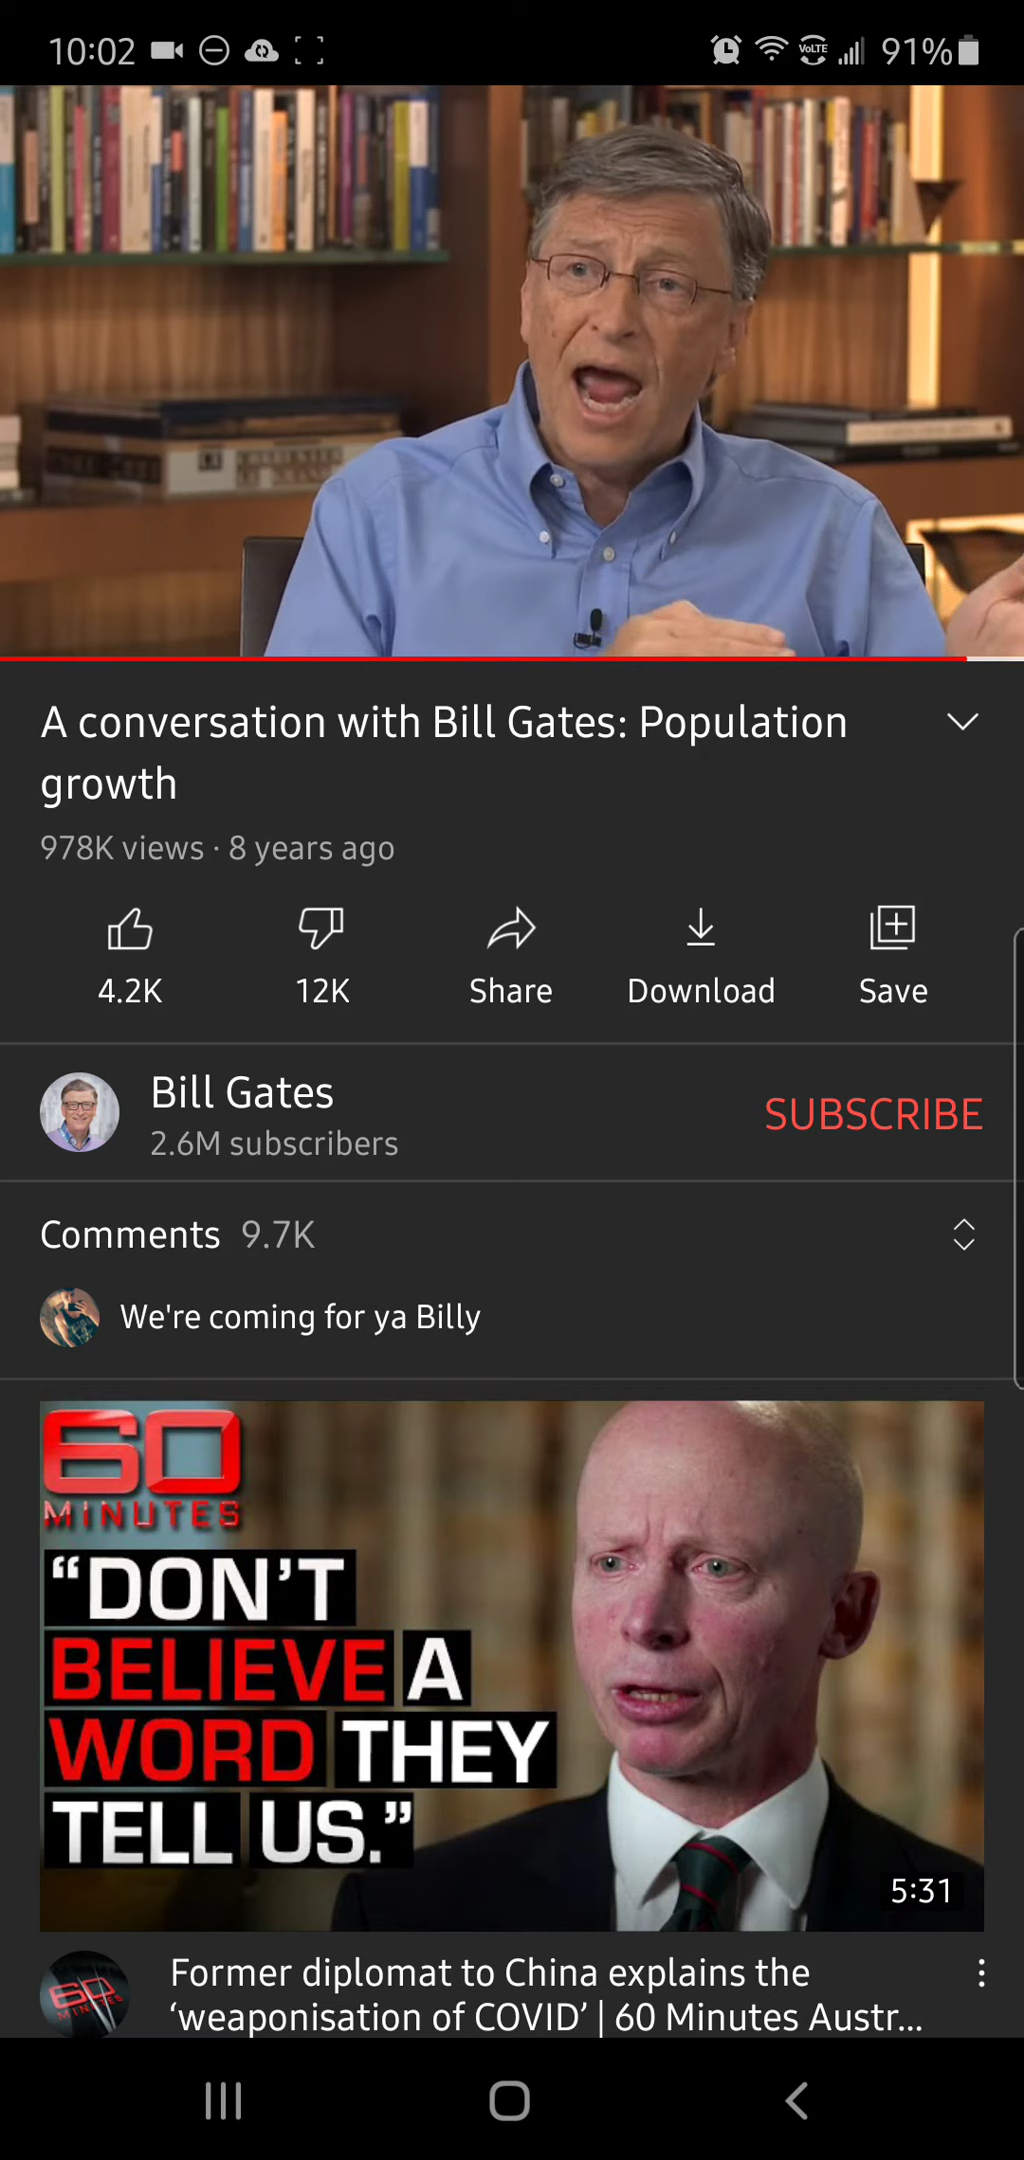 10:02
VoLTE
91%
A conversation with Bill Gates: Population
growth
978K views · 8 years ago
4.2K
12K
Share
Download
Save
Bill Gates
2.6M subscribers
SUBSCRIBE
Comments 9.7K
We're coming for ya Billy
60
MINUTES
“DON’T
BELIEVE A
WORD THEY
TELL US.”
5:31
60
MINUTES
Former diplomat to China explains the
‘weaponisation of COVID’ | 60 Minutes Austr...